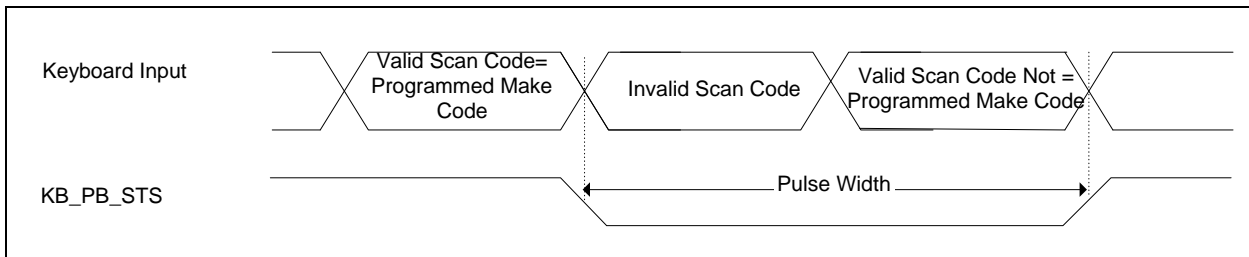 Keyboard Input
Valid Scan Code=
Programmed Make
Code
Invalid Scan Code
Valid Scan Code Not =
Programmed Make Code
KB_PB_STS
Pulse Width